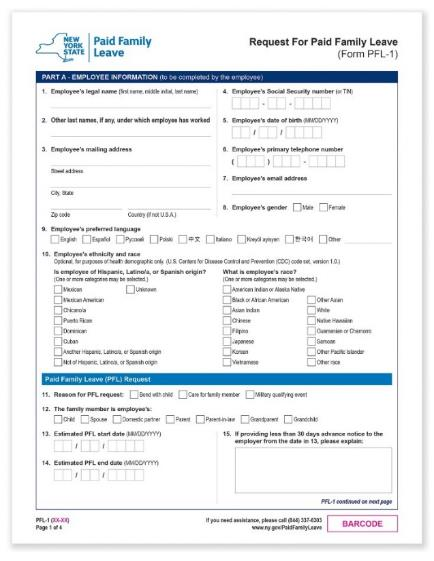 NEW YORK STATE
Paid Family Leave
Request For Paid Family Leave
(Form PFL-1)
PART A - EMPLOYEE INFORMATION (to be completed by the employee)
1. Employee's legal name (first name, middle initial, last name)
2. Other last names, if any, under which employee has worked
3. Employee's mailing address
Street address
City, State
Zip code Country (if not U.S.A.)
4. Employee's Social Security number (or TIN)
- -
5. Employee's date of birth (MM/DD/YYYY)
/ /
6. Employee's primary telephone number
( ) -
7. Employee's email address
8. Employee's gender Male Female
9. Employee's preferred language
English Español Русский Polski 中文 Italiano Kreyòl ayisyen 한국어 Other
10. Employee's ethnicity and race
Optional, for purposes of health demographic only. (U.S. Centers for Disease Control and Prevention (CDC) code set, version 1.0.)
Is employee of Hispanic, Latino/a, or Spanish origin?
(One or more categories may be selected.)
Mexican Unknown
Mexican American
Chicano/a
Puerto Rican
Dominican
Cuban
Another Hispanic, Latino/a, or Spanish origin
Not of Hispanic, Latino/a, or Spanish origin
What is employee's race?
(One or more categories may be selected.)
American Indian or Alaska Native
Black or African American Other Asian
Asian Indian White
Chinese Native Hawaiian
Filipino Guamanian or Chamorro
Japanese Samoan
Korean Other Pacific Islander
Vietnamese Other race
Paid Family Leave (PFL) Request
11. Reason for PFL request: Bond with child Care for family member Military qualifying event
12. The family member is employee's:
Child Spouse Domestic partner Parent Parent-in-law Grandparent Grandchild
13. Estimated PFL start date (MM/DD/YYYY)
/ /
14. Estimated PFL end date (MM/DD/YYYY)
/ /
15. If providing less than 30 days advance notice to the
employer from the date in 13, please explain:
PFL-1 continued on next page
PFL-1 (XX-XX)
Page 1 of 4
If you need assistance, please call (844) 337-6303
www.ny.gov/PaidFamilyLeave
BARCODE